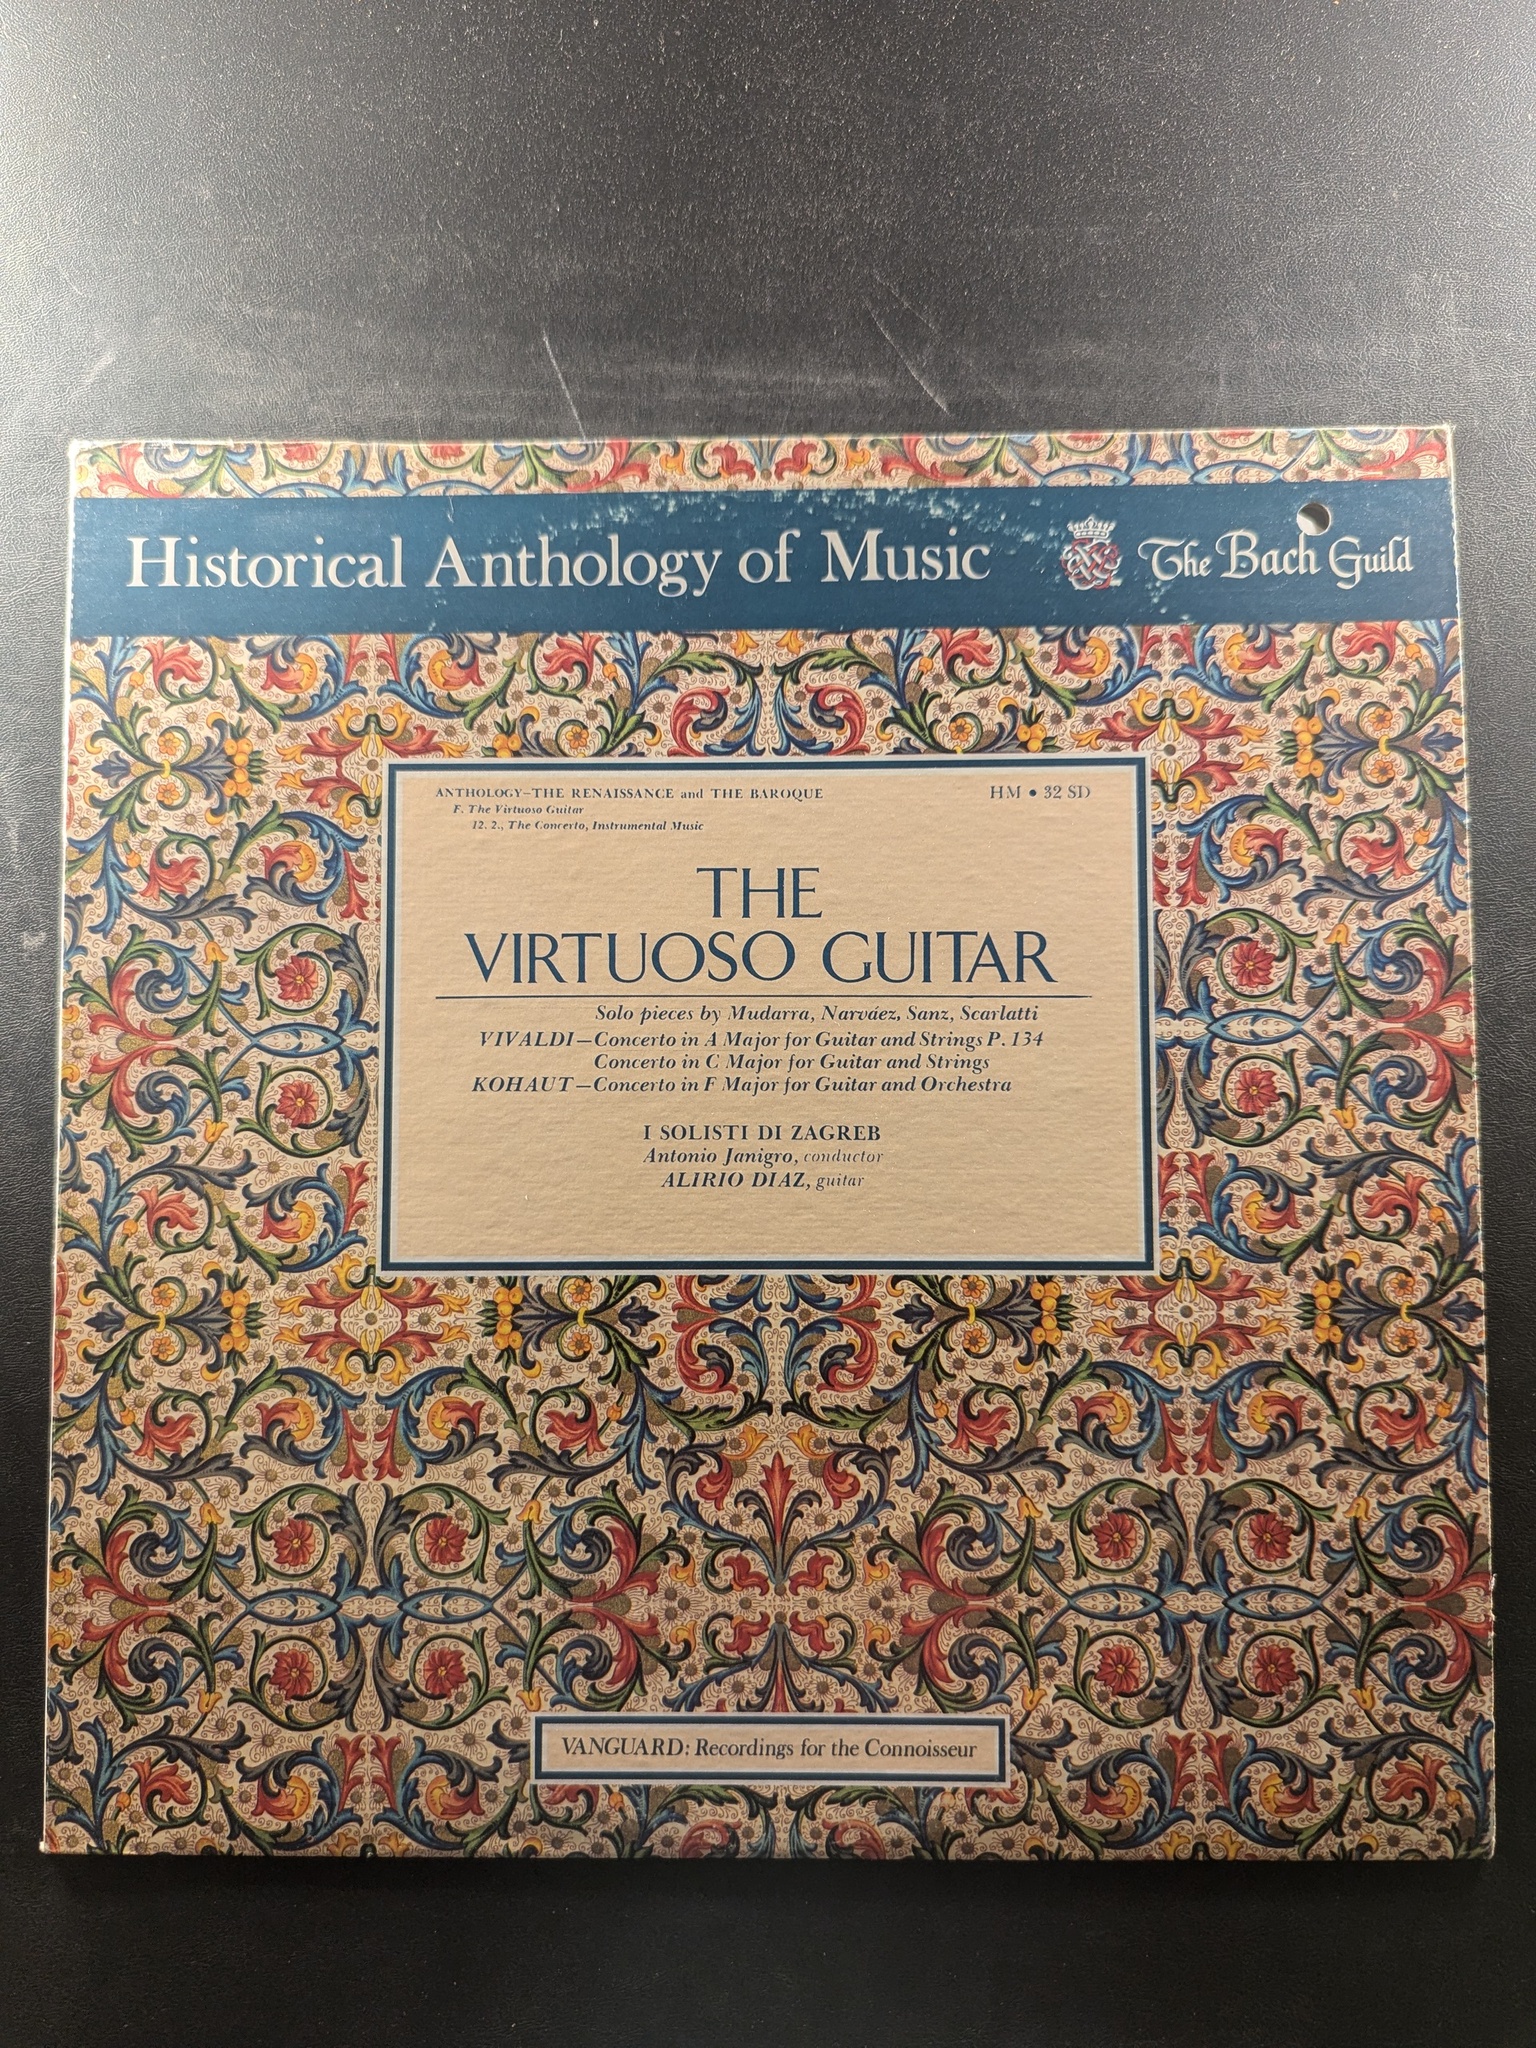 Historical Anthology of Music
The Bach Guild
ANTHOLOGY—THE RENAISSANCE and THE BAROQUE
HM • 32 SD
F. The Virtuoso Guitar
12. 2., The Concerto, Instrumental Music
THE
VIRTUOSO GUITAR
Solo pieces by Mudarra, Narváez, Sanz, Scarlatti
VIVALDI—Concerto in A Major for Guitar and Strings P. 134
Concerto in C Major for Guitar and Strings
KOHAUT—Concerto in F Major for Guitar and Orchestra
I SOLISTI DI ZAGREB
Antonio Janigro, conductor
ALIRIO DIAZ, guitar
VANGUARD: Recordings for the Connoisseur